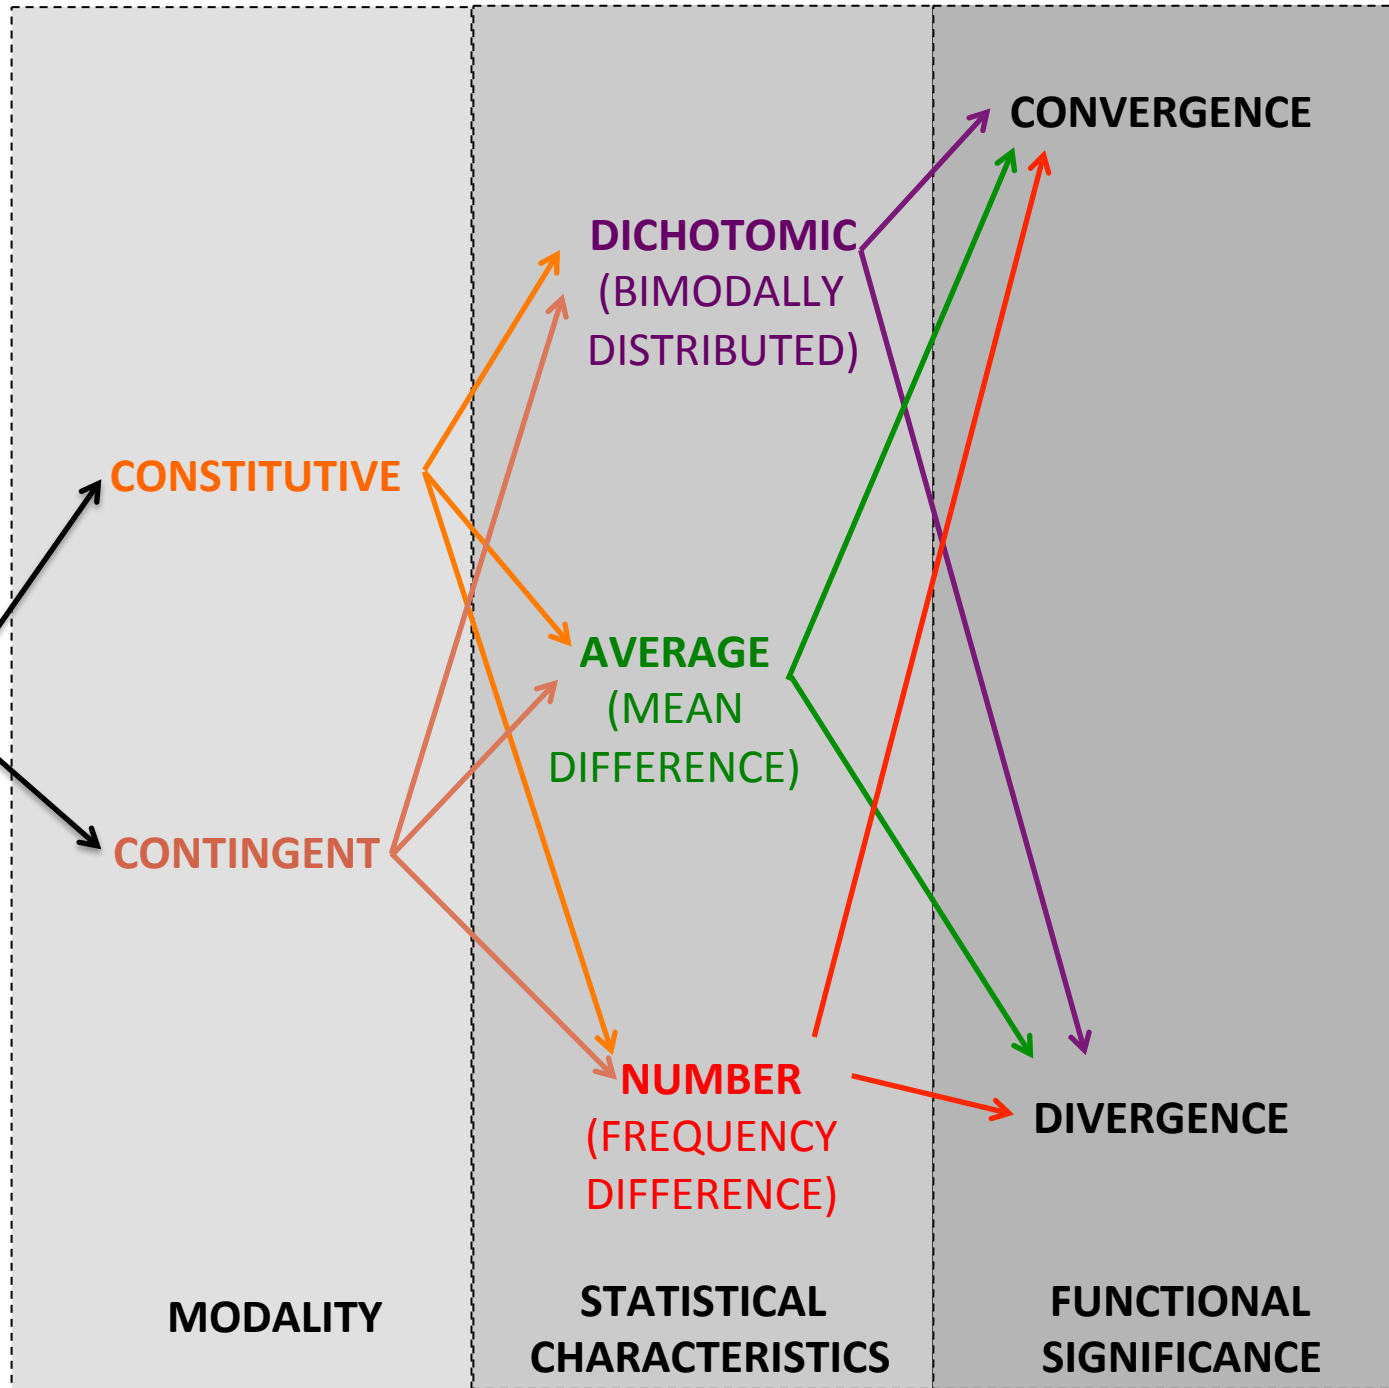 CONVERGENCE
DICHOTOMIC
(BIMODALLY
DISTRIBUTED)
CONSTITUTIVE
AVERAGE
(MEAN
DIFFERENCE)
CONTINGENT
NUMBER
(FREQUENCY
DIFFERENCE)
DIVERGENCE
MODALITY
STATISTICAL
CHARACTERISTICS
FUNCTIONAL
SIGNIFICANCE